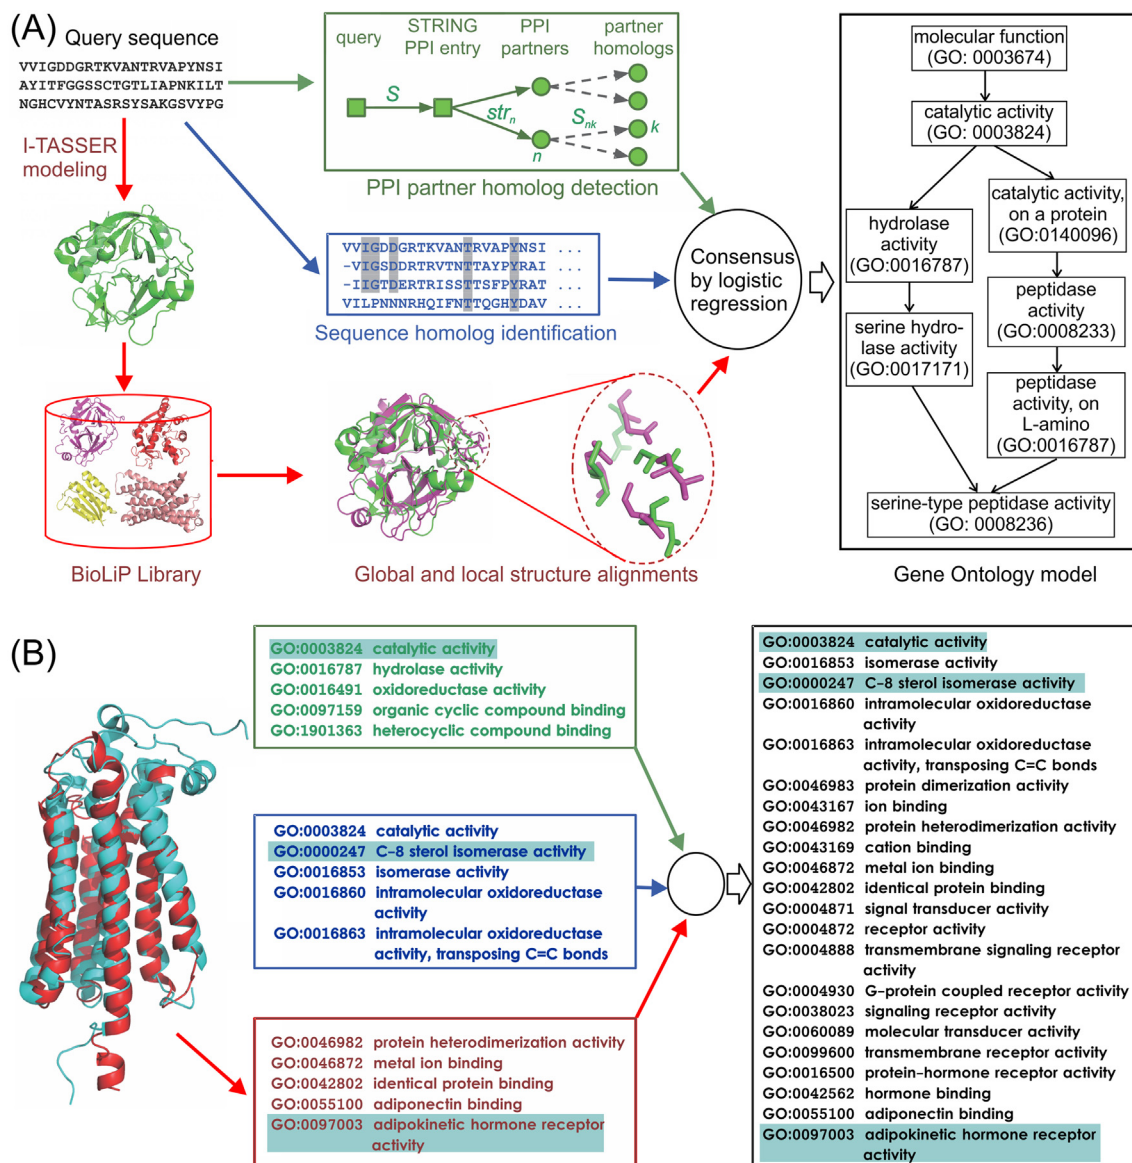 (A)
Query sequence
VVIGDDGRTKVANTRVAPYNSI
AYITFGGSSCTGTLIAPNKILT
NGHCVYNTASRSYSAKGSVYPG
I-TASSER
modeling
BioLiP Library
query
STRING
PPI entry
PPI
partners
partner
homologs
S
str_n
S_nk
n
k
PPI partner homolog detection
VVIGDDGRTKVANTRVAPYNSI ...
-VIGSDDRTRVTNTTAYPYRAI ...
-IIGTDERTRISSTTSFPYRAT ...
VILPNNNRHQIFNTTQGHYDAV ...
Sequence homolog identification
Global and local structure alignments
Consensus
by logistic
regression
molecular function
(GO: 0003674)
catalytic activity
(GO: 0003824)
hydrolase
activity
(GO:0016787)
catalytic activity,
on a protein
(GO:0140096)
serine hydro-
lase activity
(GO:0017171)
peptidase
activity
(GO:0008233)
peptidase
activity, on
L-amino
(GO:0016787)
serine-type peptidase activity
(GO: 0008236)
Gene Ontology model
(B)
GO:0003824 catalytic activity
GO:0016787 hydrolase activity
GO:0016491 oxidoreductase activity
GO:0097159 organic cyclic compound binding
GO:1901363 heterocyclic compound binding
GO:0003824 catalytic activity
GO:0000247 C-8 sterol isomerase activity
GO:0016853 isomerase activity
GO:0016860 intramolecular oxidoreductase
activity
GO:0016863 intramolecular oxidoreductase
activity, transposing C=C bonds
GO:0046982 protein heterodimerization activity
GO:0046872 metal ion binding
GO:0042802 identical protein binding
GO:0055100 adiponectin binding
GO:0097003 adipokinetic hormone receptor
activity
GO:0003824 catalytic activity
GO:0016853 isomerase activity
GO:0000247 C-8 sterol isomerase activity
GO:0016860 intramolecular oxidoreductase
activity
GO:0016863 intramolecular oxidoreductase
activity, transposing C=C bonds
GO:0046983 protein dimerization activity
GO:0043167 ion binding
GO:0046982 protein heterodimerization activity
GO:0043169 cation binding
GO:0046872 metal ion binding
GO:0042802 identical protein binding
GO:0004871 signal transducer activity
GO:0004872 receptor activity
GO:0004888 transmembrane signaling receptor
activity
GO:0004930 G-protein coupled receptor activity
GO:0038023 signaling receptor activity
GO:0060089 molecular transducer activity
GO:0099600 transmembrane receptor activity
GO:0016500 protein-hormone receptor activity
GO:0042562 hormone binding
GO:0055100 adiponectin binding
GO:0097003 adipokinetic hormone receptor
activity